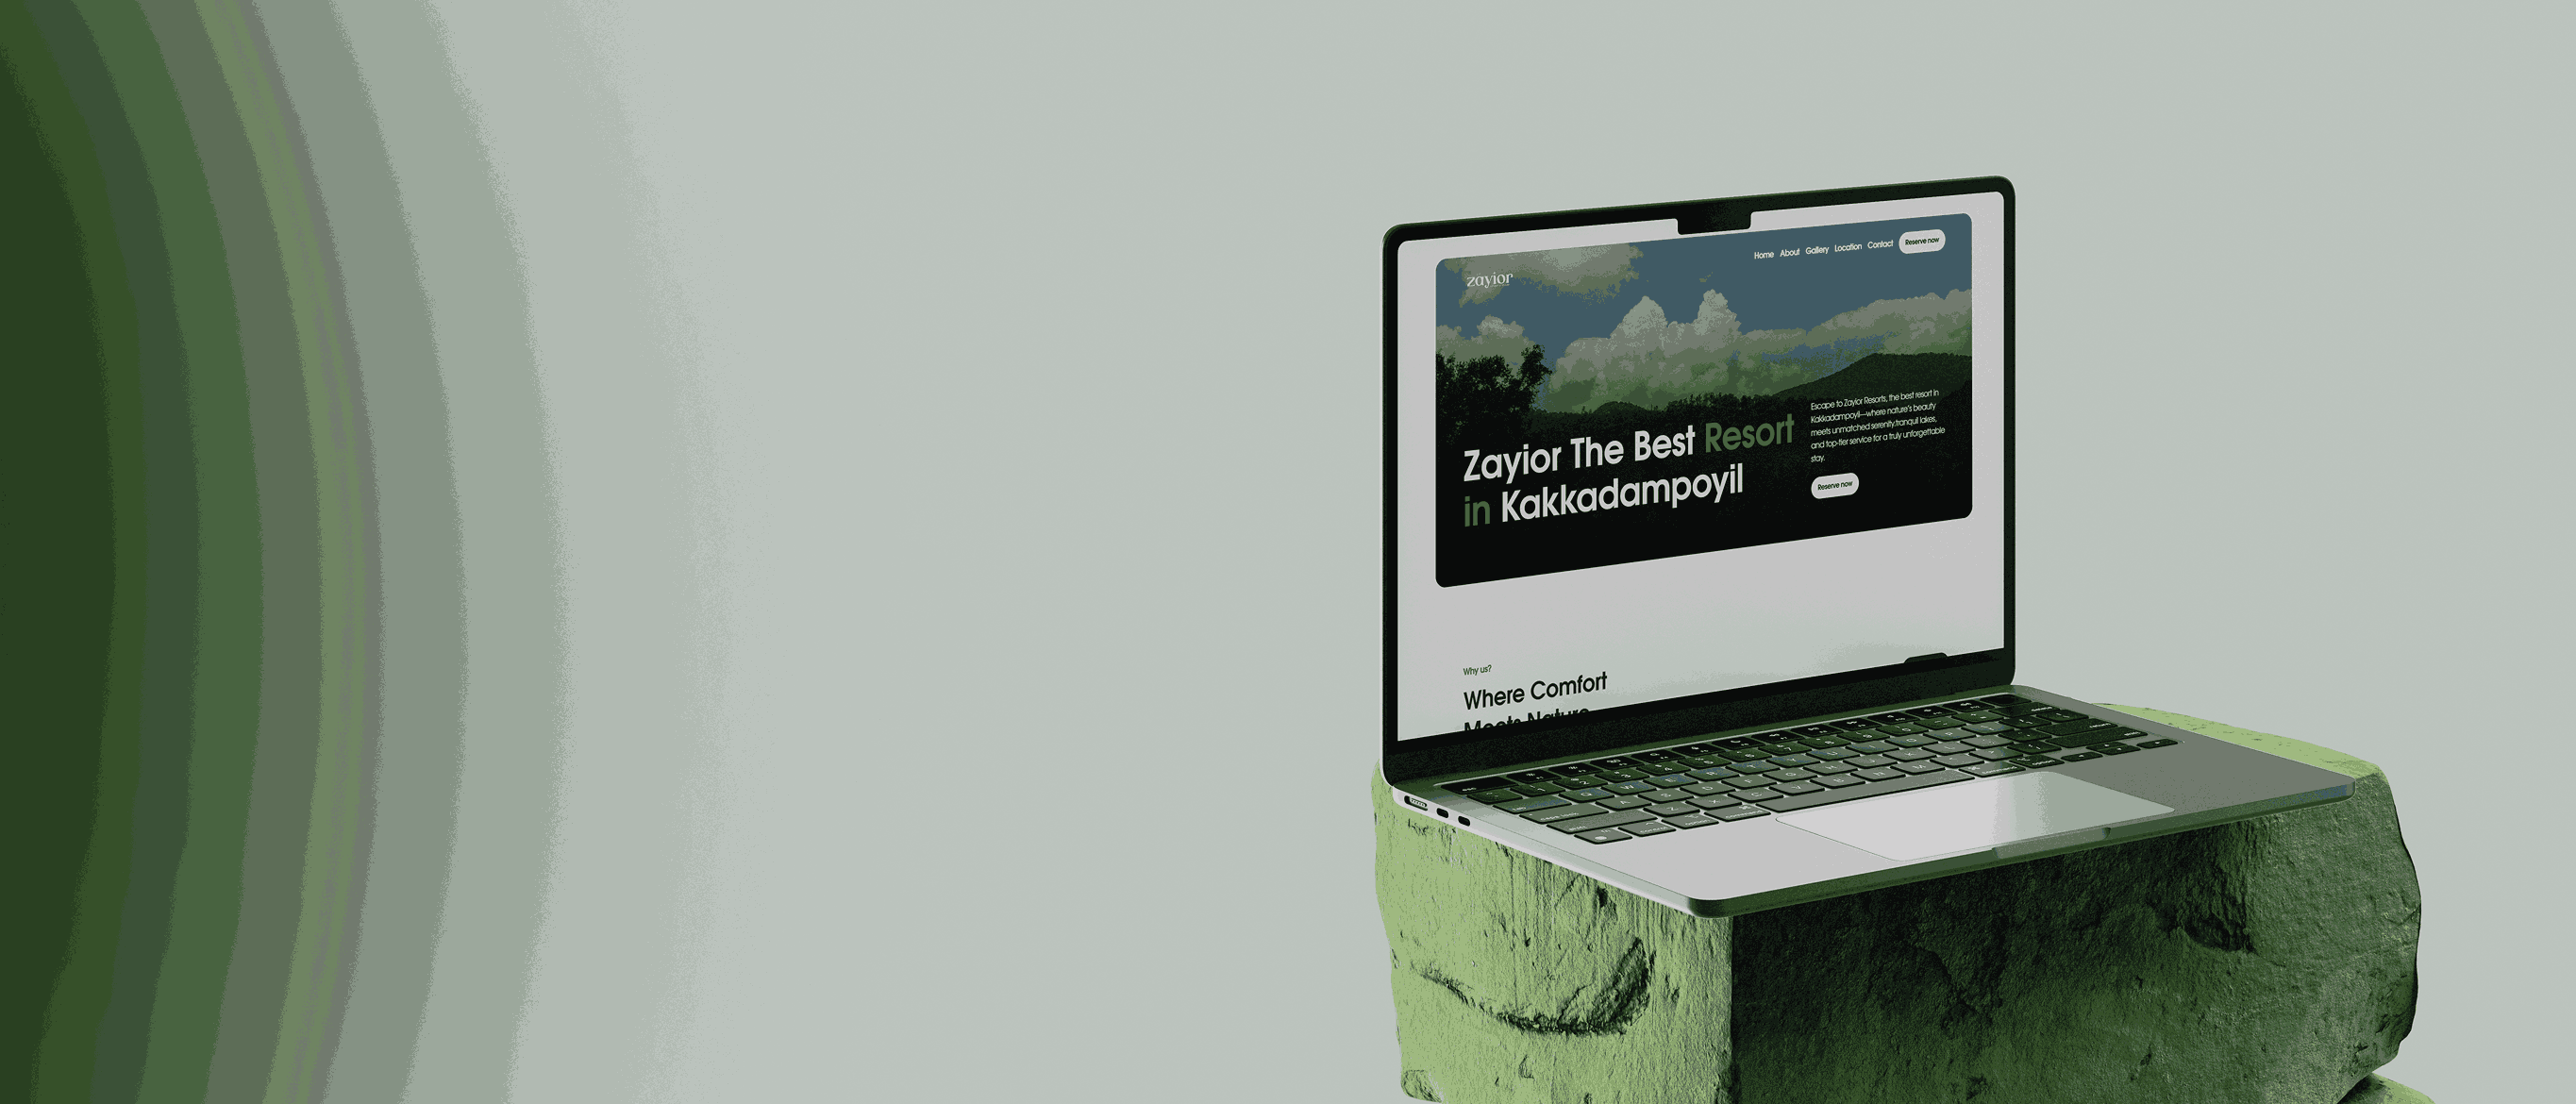 zayior
Home About Gallery Location Contact Reserve now
Zayior The Best Resort
in Kakkadampoyil
Escape to Zayior Resorts, the best resort in
Kakkadampoyil—where nature's beauty
meets unmatched serenity.tranquil lakes,
and top-tier service for a truly unforgettable
stay.
Reserve now
Why us?
Where Comfort
Meets Nature